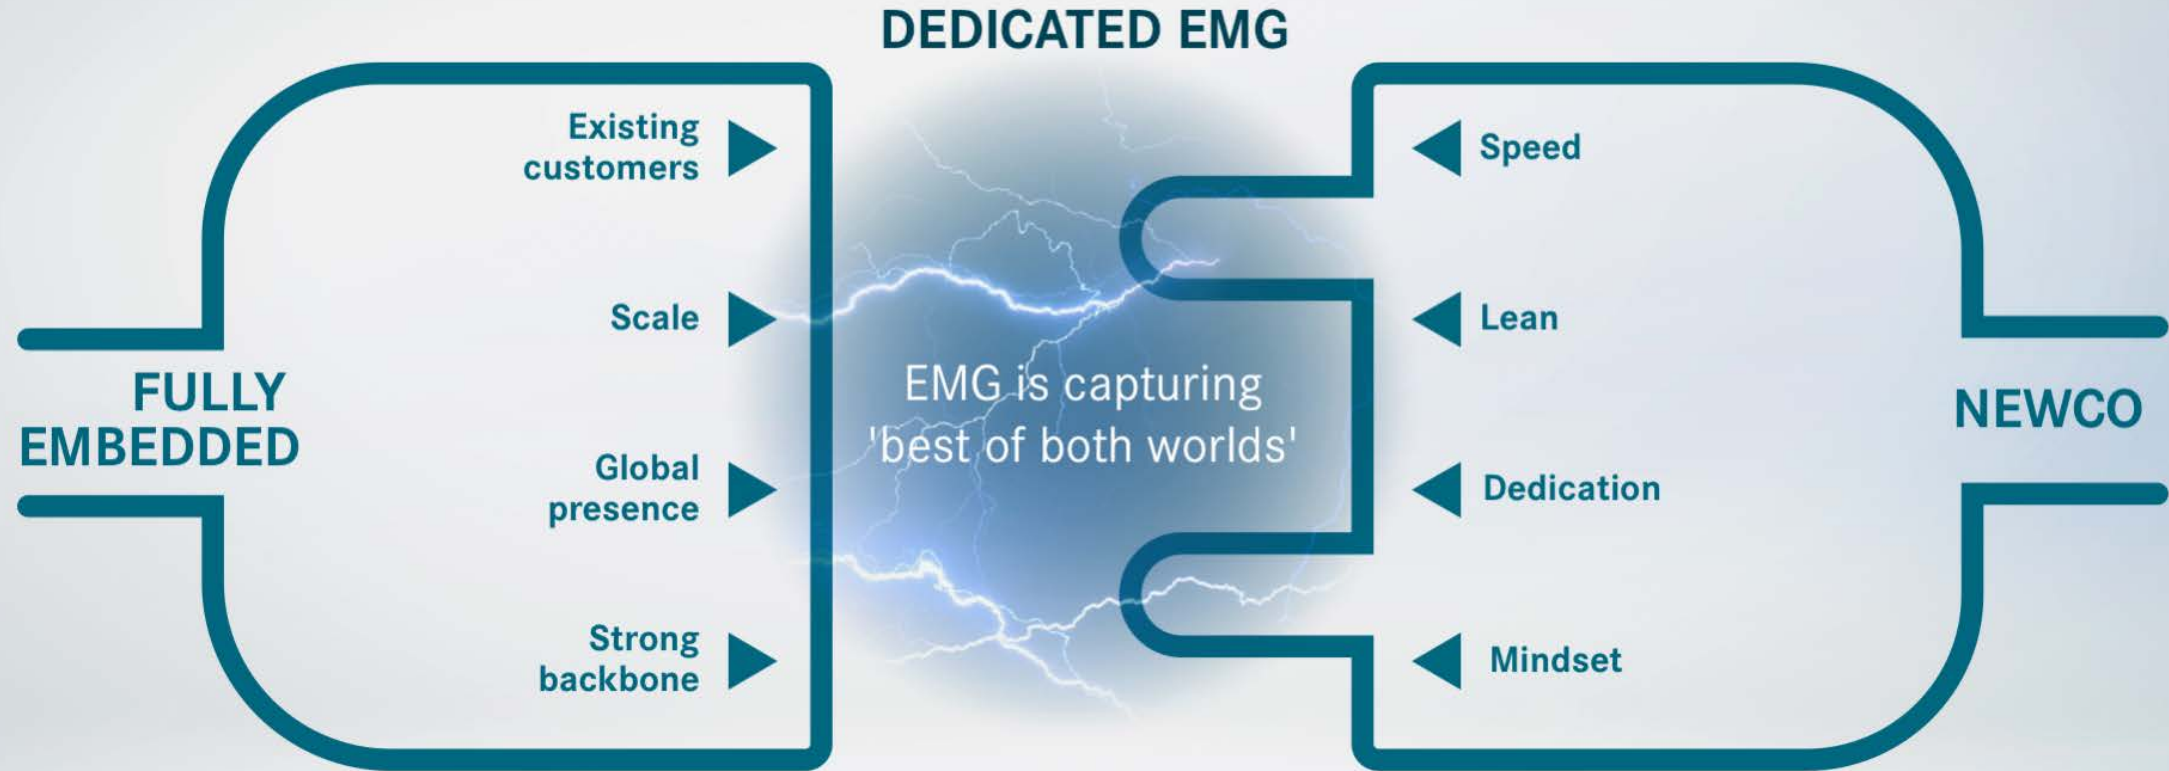 DEDICATED EMG
FULLY
EMBEDDED
Existing
customers
Scale
Global
presence
Strong
backbone
EMG is capturing
'best of both worlds'
Speed
Lean
Dedication
Mindset
NEWCO